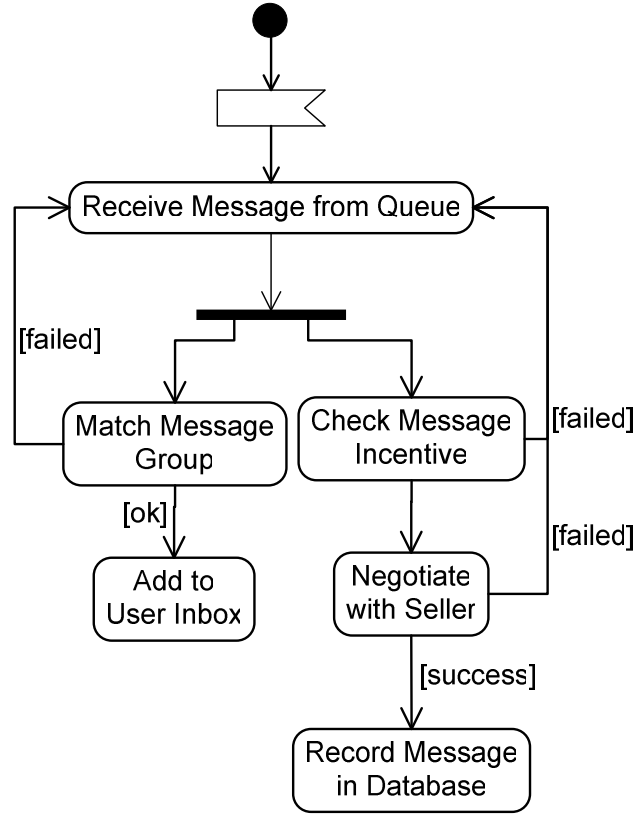 Receive Message from Queue
[failed]
Match Message
Group
Check Message
Incentive
[failed]
[ok]
[failed]
Add to
User Inbox
Negotiate
with Seller
[success]
Record Message
in Database